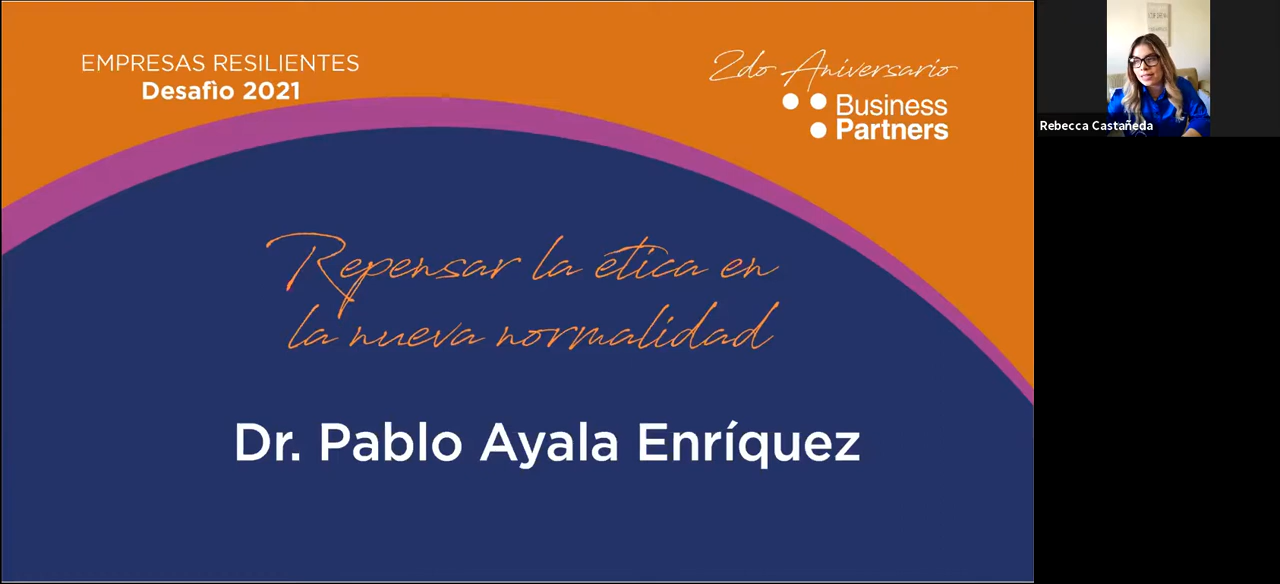 EMPRESAS RESILIENTES
Desafìo 2021
2do Aniversario
Business
Partners
Repensar la ética en
la nueva normalidad
Dr. Pablo Ayala Enríquez
Rebecca Castañeda